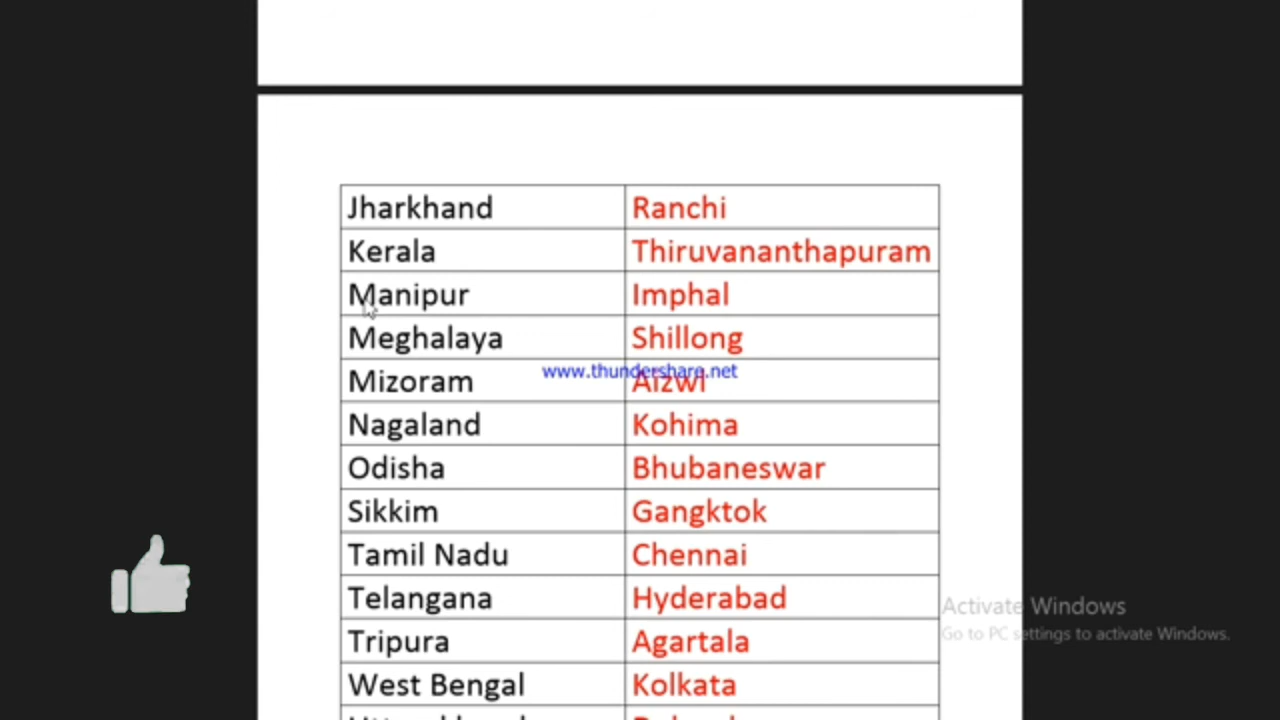 Jharkhand Ranchi
Kerala Thiruvananthapuram
Manipur Imphal
Meghalaya Shillong
www.thundershare.net
Mizoram Aizwl
Nagaland Kohima
Odisha Bhubaneswar
Sikkim Gangktok
Tamil Nadu Chennai
Telangana Hyderabad
Activate Windows
Go to PC settings to activate Windows.
Tripura Agartala
West Bengal Kolkata